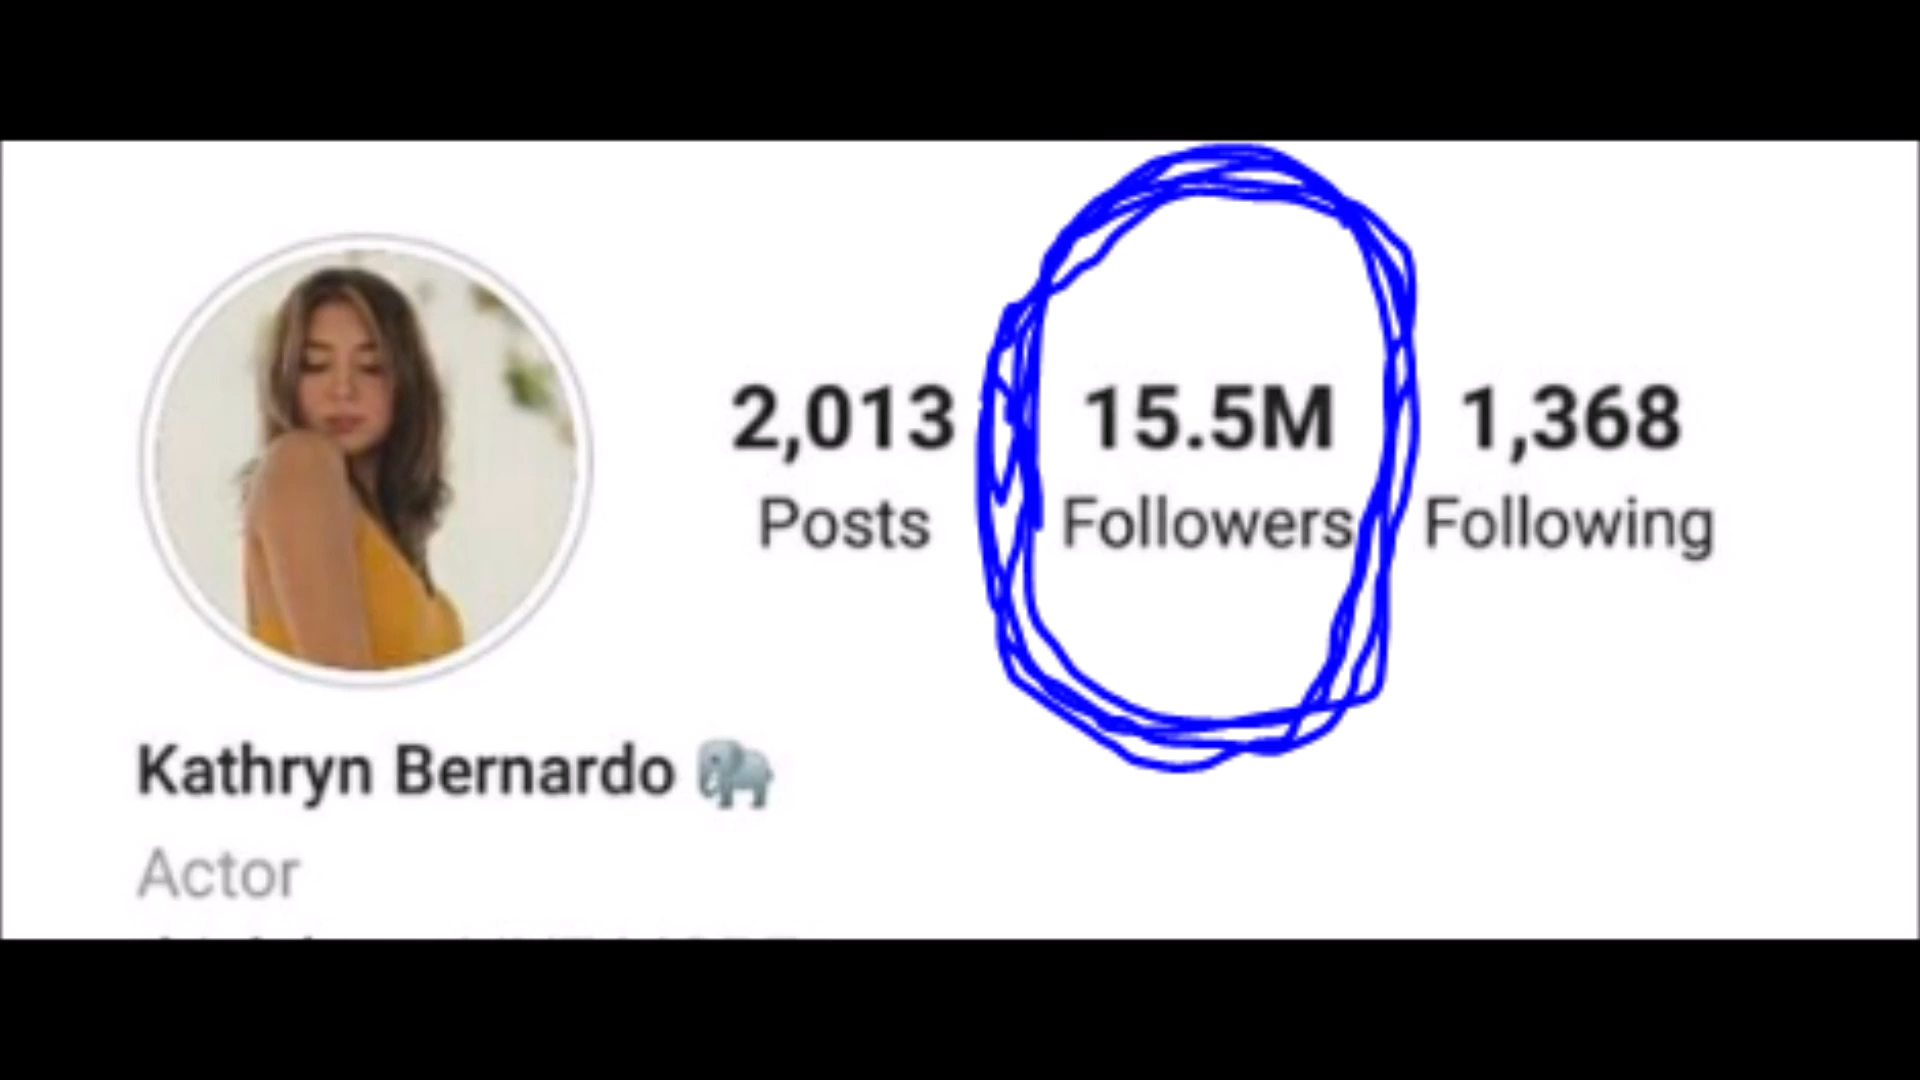 2,013 15.5M 1,368
Posts Followers Following
Kathryn Bernardo 🐘
Actor